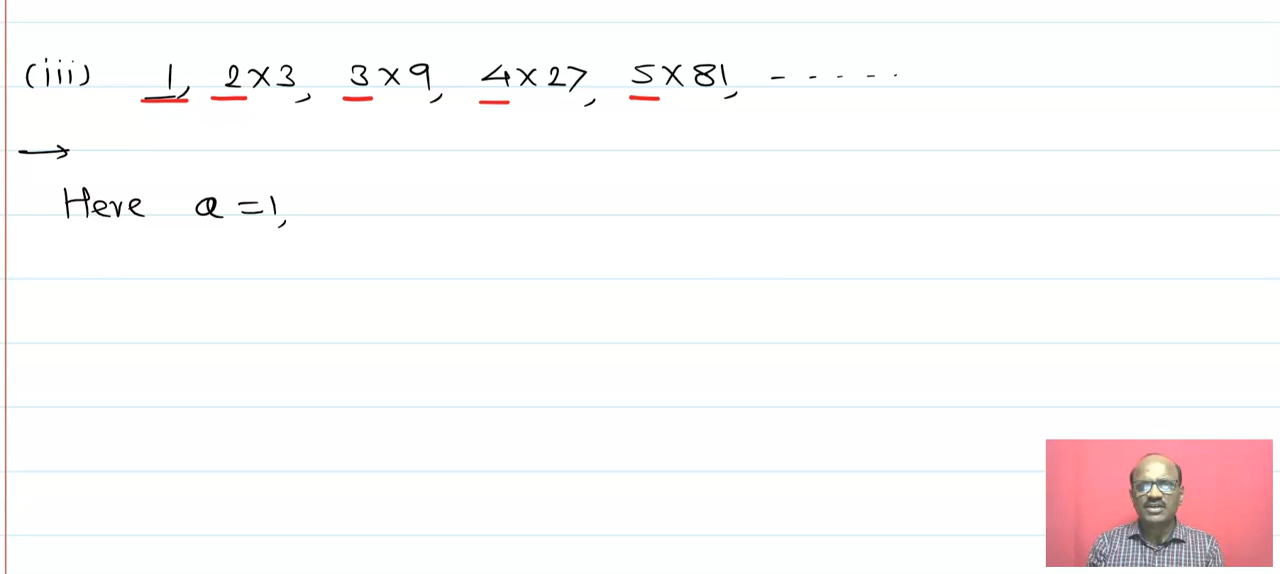 (iii) 1, 2×3, 3×9, 4×27, 5×81, - - - - - -
→
Here a=1,